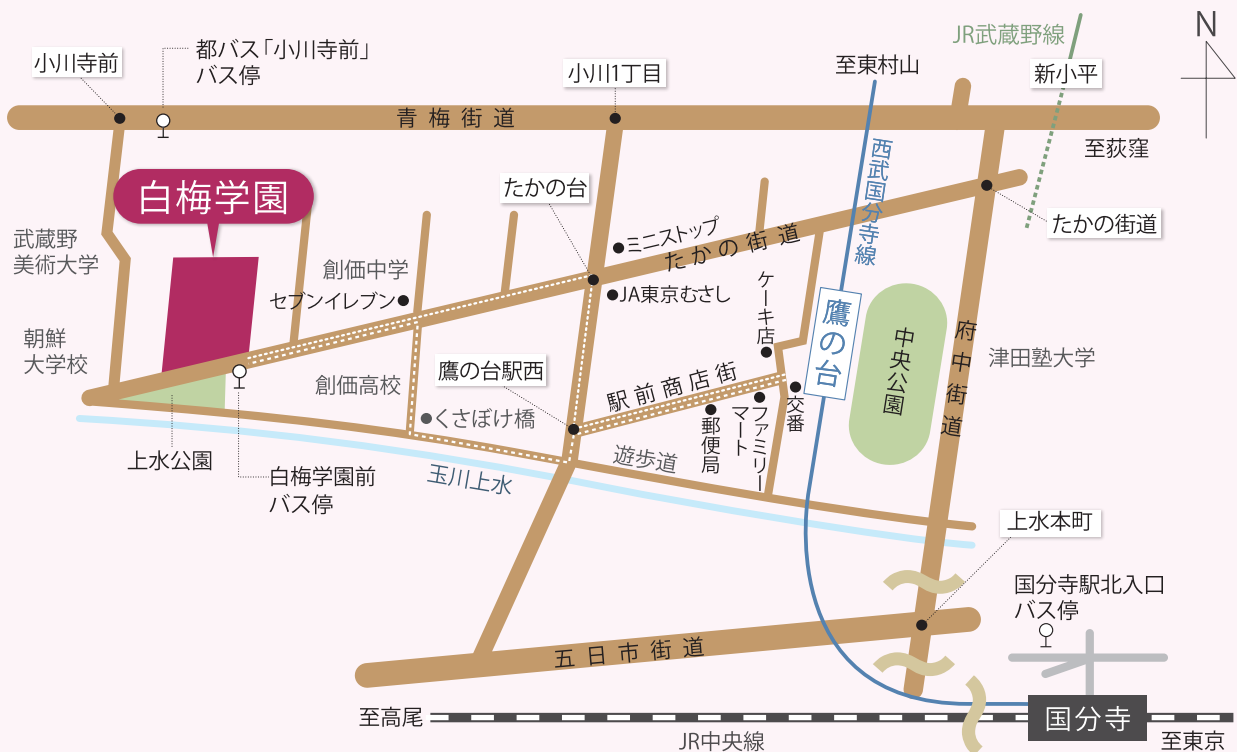 N
JR武蔵野線
都バス「小川寺前」
バス停
小川寺前
小川1丁目
至東村山
新小平
青梅街道
至荻窪
西武国分寺線
白梅学園
たかの台
たかの街道
武蔵野
美術大学
ミニストップ
たかの街道
創価中学
セブンイレブン
JA東京むさし
ケーキ店
鷹の台
中央公園
府中街道
朝鮮
大学校
津田塾大学
創価高校
鷹の台駅西
駅前商店街
くさぼけ橋
郵便局
ファミリー
マート
交番
上水公園
白梅学園前
バス停
玉川上水
遊歩道
上水本町
国分寺駅北入口
バス停
五日市街道
至高尾
JR中央線
国分寺
至東京